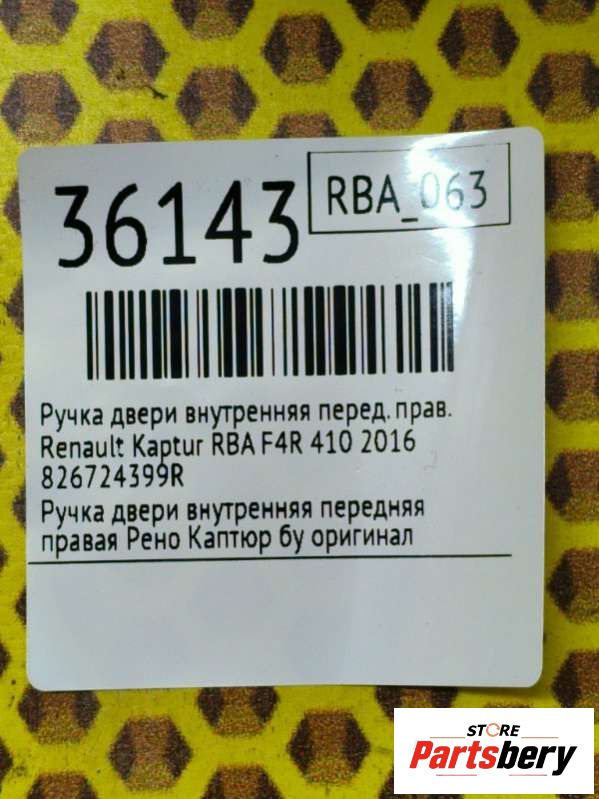 36143
RBA_063
Ручка двери внутренняя перед. прав.
Renault Kaptur RBA F4R 410 2016
826724399R
Ручка двери внутренняя передняя
правая Рено Каптюр бу оригинал
STORE
Partsbery